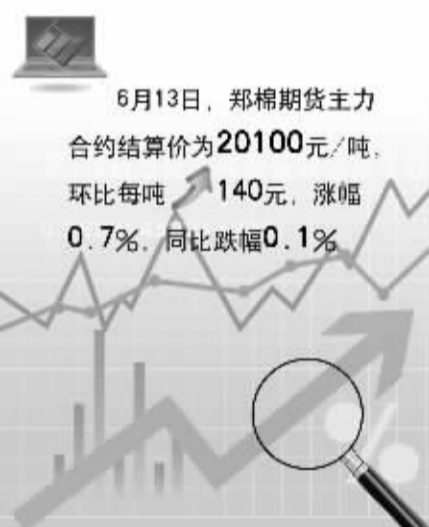 6月13日，郑棉期货主力
合约结算价为20100元/吨，
环比每吨 140元，涨幅
0.7%，同比跌幅0.1%